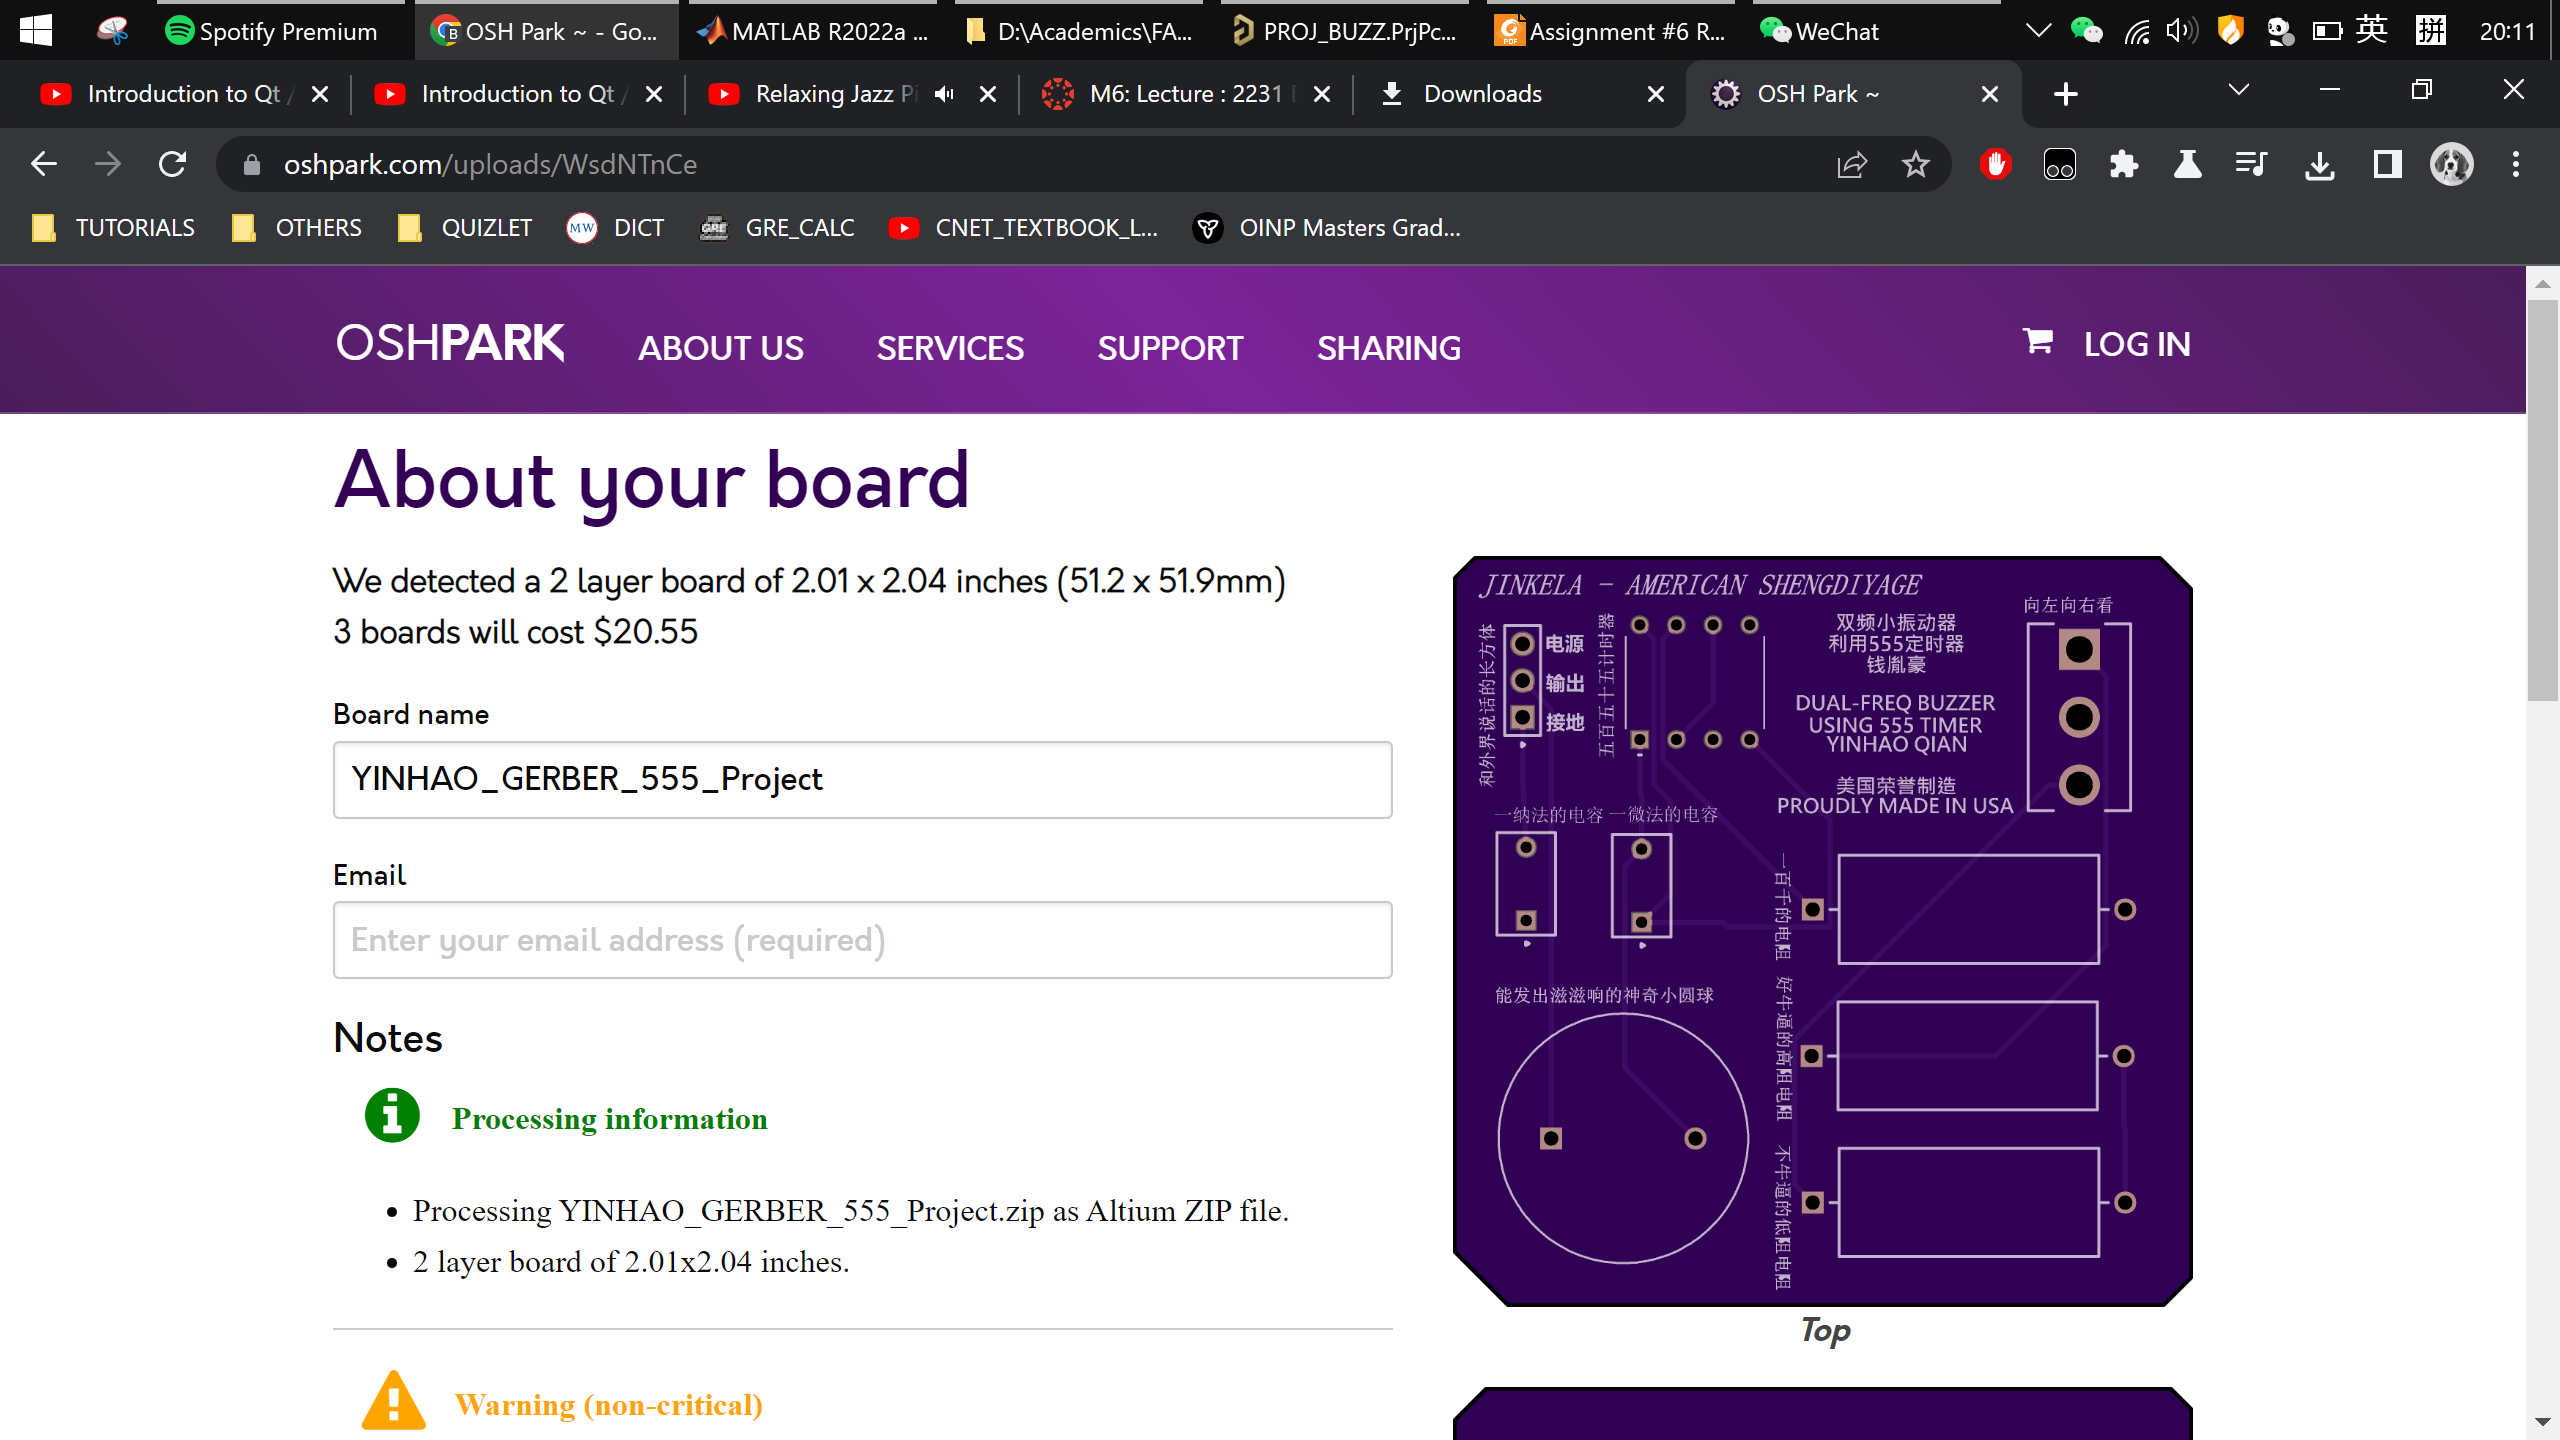 Spotify Premium
OSH Park ~ - Go...
MATLAB R2022a ...
D:\Academics\FA...
PROJ_BUZZ.PrjPc...
Assignment #6 R...
WeChat
英
拼
20:11
Introduction to Qt /
Introduction to Qt /
Relaxing Jazz Pi
M6: Lecture : 2231 E
Downloads
OSH Park ~
oshpark.com/uploads/WsdNTnCe
TUTORIALS
OTHERS
QUIZLET
MW
DICT
GRE
GRE_CALC
CNET_TEXTBOOK_L...
OINP Masters Grad...
OSHPARK
ABOUT US
SERVICES
SUPPORT
SHARING
LOG IN
About your board
We detected a 2 layer board of 2.01 x 2.04 inches (51.2 x 51.9mm)
3 boards will cost $20.55
Board name
YINHAO_GERBER_555_Project
Email
Enter your email address (required)
Notes
Processing information
Processing YINHAO_GERBER_555_Project.zip as Altium ZIP file.
2 layer board of 2.01x2.04 inches.
Warning (non-critical)
JINKELA - AMERICAN SHENGDIYAGE
和外界说话的长方体
电源
输出
接地
五百五十五计时器
双频小振动器
利用555定时器
钱胤豪
DUAL-FREQ BUZZER
USING 555 TIMER
YINHAO QIAN
美国荣誉制造
PROUDLY MADE IN USA
向左向右看
一纳法的电容
一微法的电容
一百千的电阻
能发出滋滋响的神奇小圆球
好牛逼的高阻电阻
不牛逼的低阻电阻
Top